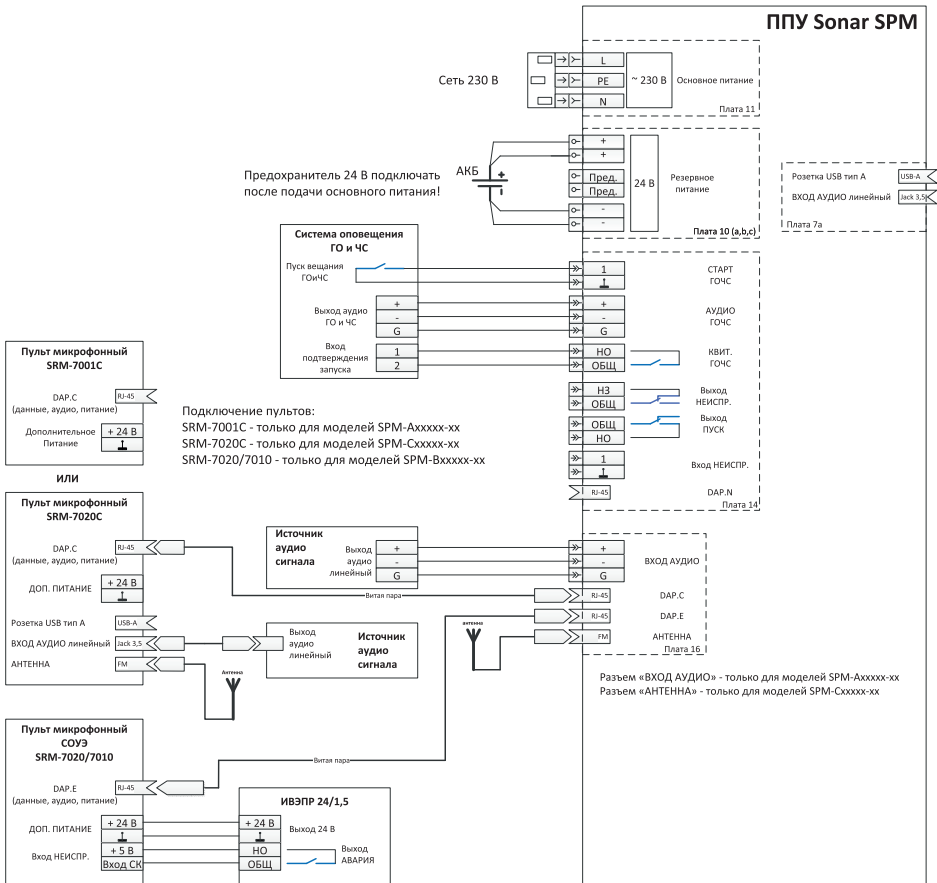 ППУ Sonar SPM
Сеть 230 В
L
PE
N
~ 230 В
Основное питание
Плата 11
Предохранитель 24 В подключать
после подачи основного питания!
АКБ
+
-
+
+
Пред.
Пред.
-
-
24 В
Резервное
питание
Плата 10 (a,b,c)
Розетка USB тип А
USB-A
ВХОД АУДИО линейный
Jack 3,5
Плата 7а
Система оповещения
ГО и ЧС
Пуск вещания
ГОиЧС
Выход аудио
ГО и ЧС
+
-
G
Вход
подтверждения
запуска
1
2
1
СТАРТ
ГОЧС
+
-
G
АУДИО
ГОЧС
НО
ОБЩ
КВИТ.
ГОЧС
НЗ
ОБЩ
Выход
НЕИСПР.
ОБЩ
НО
Выход
ПУСК
1
Вход НЕИСПР.
RJ-45
DAP.N
Плата 14
Пульт микрофонный
SRM-7001C
DAP.C
(данные, аудио, питание)
RJ-45
Дополнительное
Питание
+ 24 В
Подключение пультов:
SRM-7001C - только для моделей SPM-Axxxxx-xx
SRM-7020C - только для моделей SPM-Cxxxxx-xx
SRM-7020/7010 - только для моделей SPM-Bxxxxx-xx
ИЛИ
Пульт микрофонный
SRM-7020C
DAP.C
(данные, аудио, питание)
RJ-45
ДОП. ПИТАНИЕ
+ 24 В
Розетка USB тип А
USB-A
ВХОД АУДИО линейный
Jack 3,5
АНТЕННА
FM
Источник
аудио
сигнала
Выход
аудио
линейный
+
-
G
Витая пара
Выход
аудио
линейный
Источник
аудио
сигнала
Антенна
антенна
+
-
G
ВХОД АУДИО
RJ-45
DAP.C
RJ-45
DAP.E
FM
АНТЕННА
Плата 16
Разъем «ВХОД АУДИО» - только для моделей SPM-Axxxxx-xx
Разъем «АНТЕННА» - только для моделей SPM-Cxxxxx-xx
Пульт микрофонный
СОУЭ
SRM-7020/7010
DAP.E
(данные, аудио, питание)
RJ-45
Витая пара
ДОП. ПИТАНИЕ
+ 24 В
Вход НЕИСПР.
+ 5 В
Вход СК
ИВЭПР 24/1,5
+ 24 В
Выход 24 В
НО
ОБЩ
Выход
АВАРИЯ